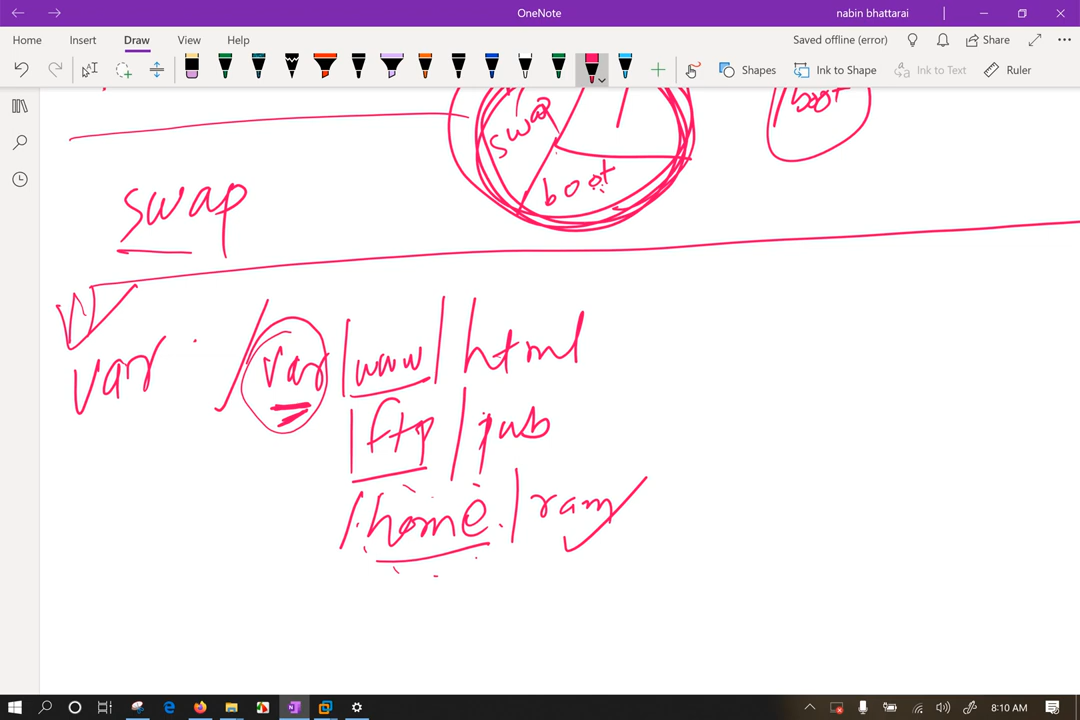 OneNote
nabin bhattarai
Home Insert Draw View Help
Saved offline (error)
Share
Shapes
Ink to Shape
Ink to Text
Ruler
swap
/
boot
/boot
swap
var /var/www/html
/ftp/pub
/home/ram
8:10 AM